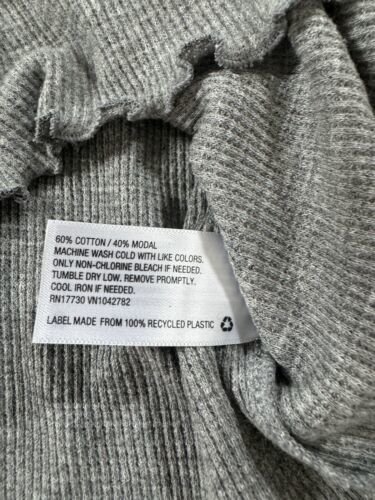 60% COTTON / 40% MODAL
MACHINE WASH COLD WITH LIKE COLORS.
ONLY NON-CHLORINE BLEACH IF NEEDED.
TUMBLE DRY LOW. REMOVE PROMPTLY.
COOL IRON IF NEEDED.
RN17730 VN1042782
LABEL MADE FROM 100% RECYCLED PLASTIC